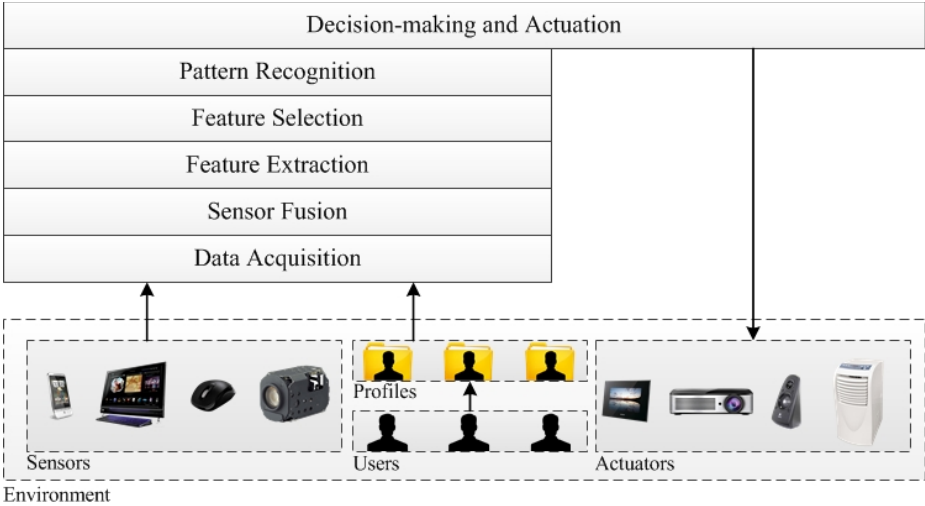 Decision-making and Actuation
Pattern Recognition
Feature Selection
Feature Extraction
Sensor Fusion
Data Acquisition
Profiles
Sensors
Users
Actuators
Environment